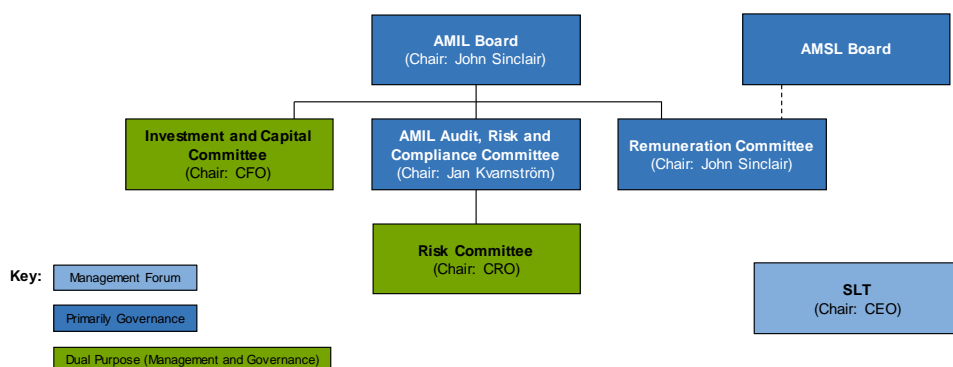 AMIL Board
(Chair: John Sinclair)
AMSL Board
Investment and Capital
Committee
(Chair: CFO)
AMIL Audit, Risk and
Compliance Committee
(Chair: Jan Kvarnström)
Remuneration Committee
(Chair: John Sinclair)
Risk Committee
(Chair: CRO)
Key:
Management Forum
Primarily Governance
Dual Purpose (Management and Governance)
SLT
(Chair: CEO)